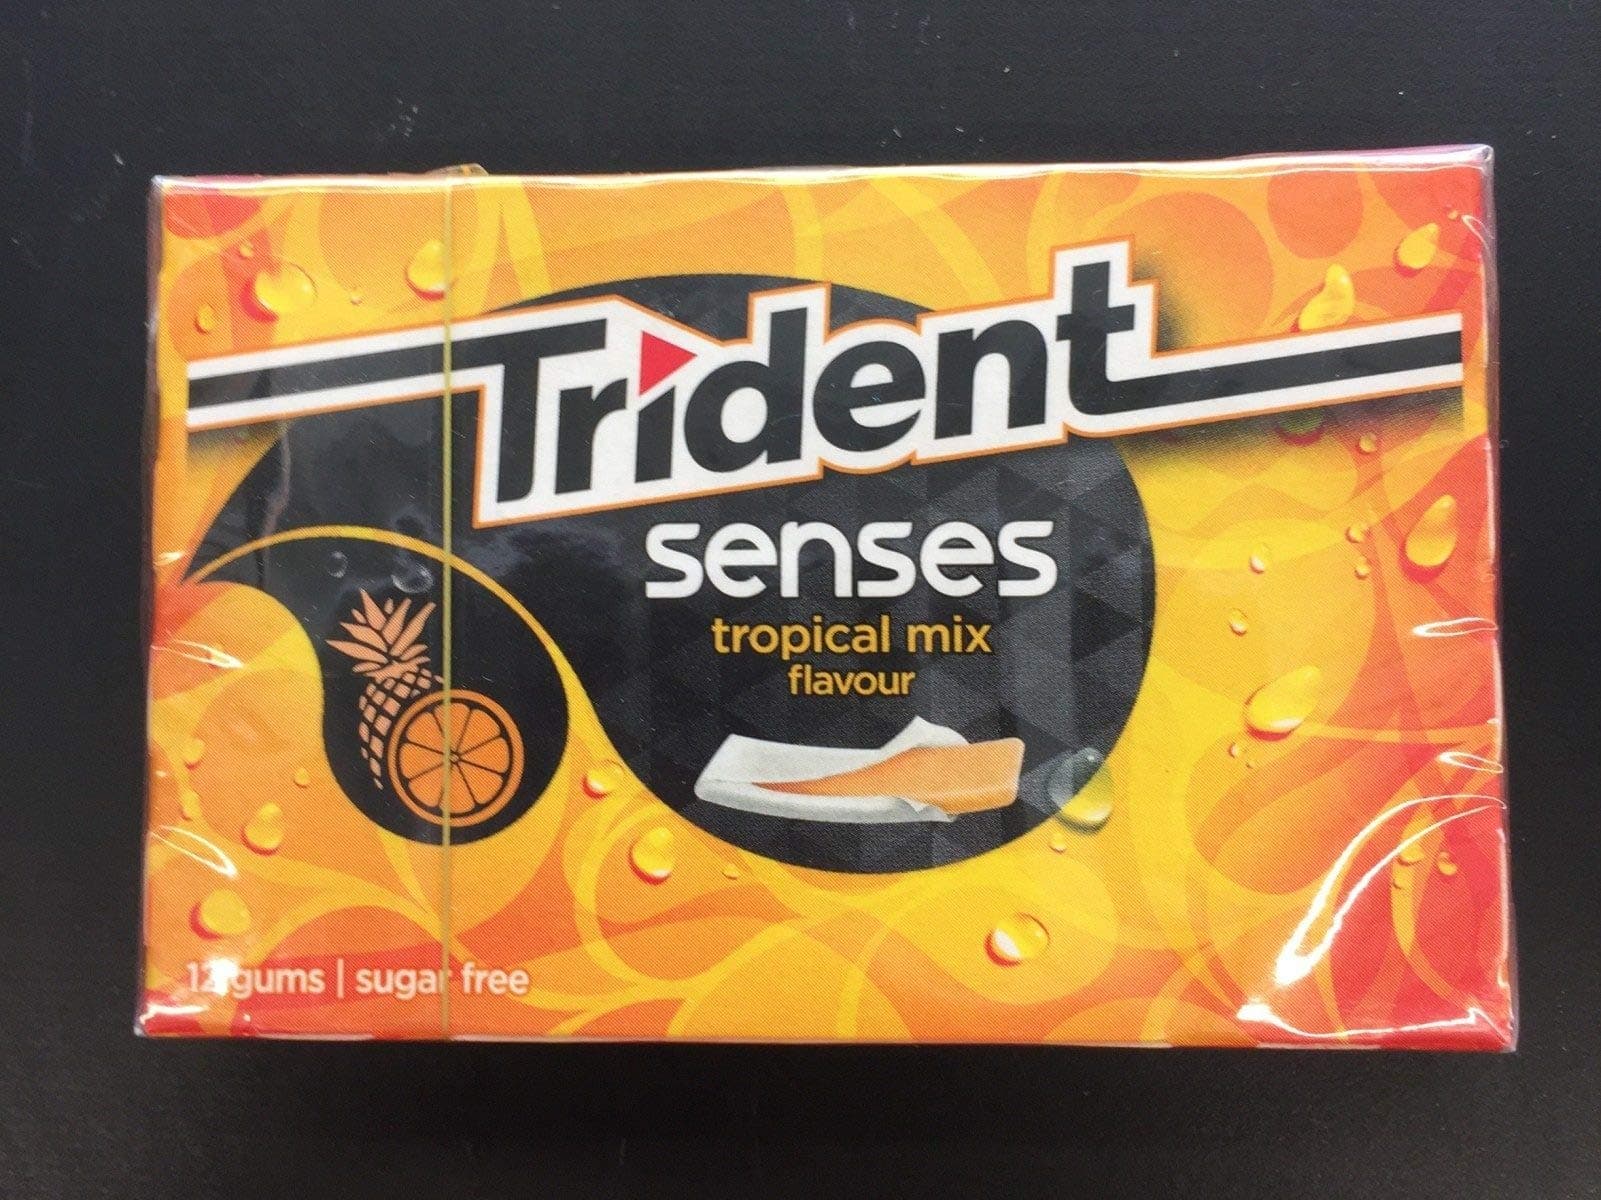 Trident
senses
tropical mix
flavour
12 gums | sugar free